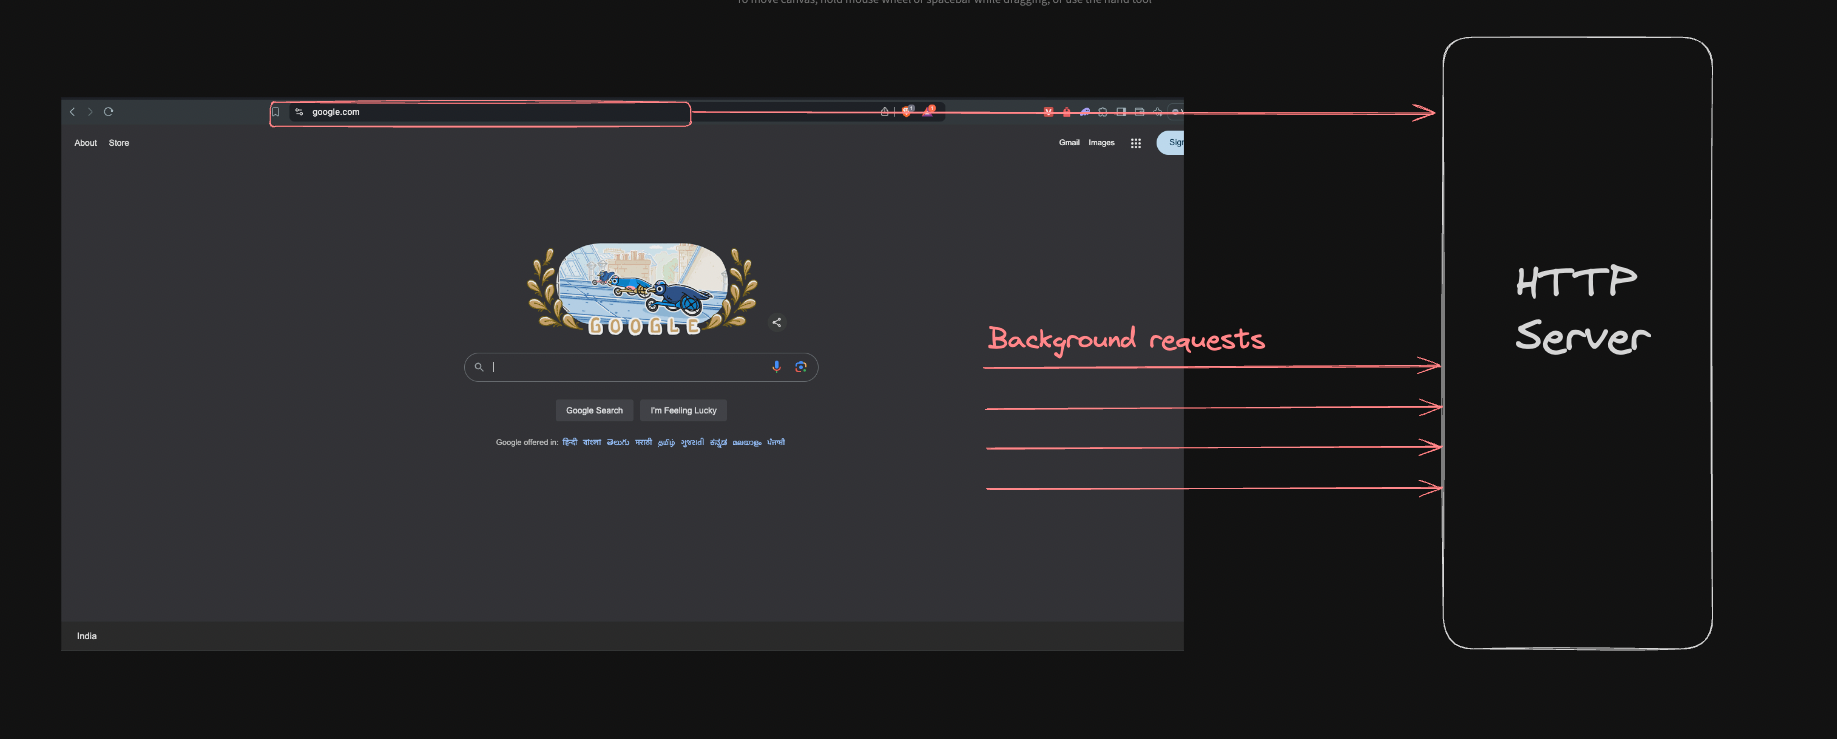 To move canvas, hold mouse wheel or spacebar while dragging, or use the hand tool
google.com
About Store
Gmail Images
Sign
GOOGLE
HTTP
Server
Background requests
Google Search I'm Feeling Lucky
Google offered in: हिन्दी বাংলা తెలుగు मराठी தமிழ் ગુજરાતી ಕನ್ನಡ മലയാളം ਪੰਜਾਬੀ
India